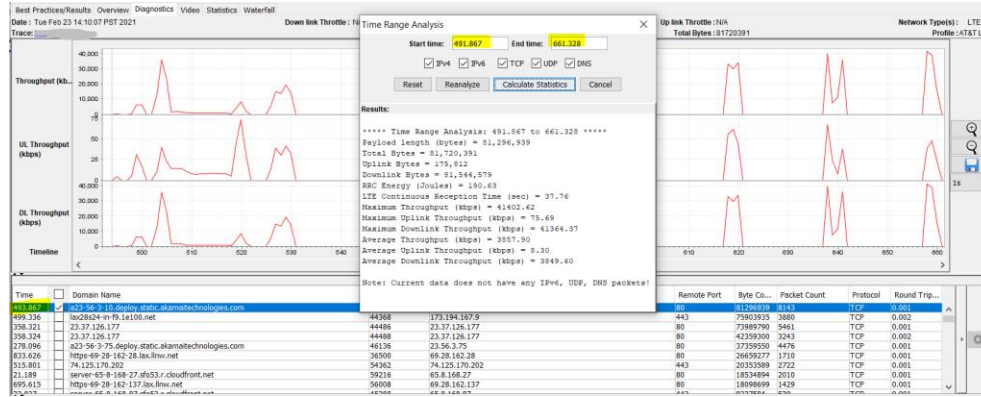 Best Practices/Results Overview Diagnostics Video Statistics Waterfall
Date : Tue Feb 23 14:10:07 PST 2021
Down link Throttle : N
Up link Throttle :N/A
Network Type(s) : LTE
Trace:
Total Bytes :81720391
Profile :AT&T L
Time Range Analysis
Start time: 491.867 End time: 661.328
IPv4 IPv6 TCP UDP DNS
Reset Reanalyze Calculate Statistics Cancel
Results:
***** Time Range Analysis: 491.867 to 661.328 *****
Payload length (bytes) = 81,296,939
Total Bytes = 81,720,391
Uplink Bytes = 175,812
Downlink Bytes = 81,544,579
RRC Energy (Joules) = 190.63
LTE Continuous Reception Time (sec) = 37.76
Maximum Throughput (kbps) = 41402.62
Maximum Uplink Throughput (kbps) = 75.69
Maximum Downlink Throughput (kbps) = 41364.37
Average Throughput (kbps) = 3857.90
Average Uplink Throughput (kbps) = 8.30
Average Downlink Throughput (kbps) = 3849.60
Note: Current data does not have any IPv6, UDP, DNS packets!
Throughput (kb..
40,000
30,000
20,000
10,000
0
UL Throughput
(kbps)
75
50
25
0
DL Throughput
(kbps)
40,000
30,000
20,000
10,000
0
1s
Timeline
500 510 520 530 540
610 620 630 640 650 660
Time Domain Name Remote Port Byte Co... Packet Count Protocol Round Trip...
493.867 a23-56-3-10.deploy.static.akamaitechnologies.com 80 81296939 8143 TCP 0.001
499.336 lax28s24-in-f9.1e100.net 44368 173.194.167.9 443 75903935 3880 TCP 0.002
358.321 23.37.126.177 44486 23.37.126.177 80 73989790 5461 TCP 0.001
358.324 23.37.126.177 44488 23.37.126.177 80 42359300 3243 TCP 0.002
278.096 a23-56-3-75.deploy.static.akamaitechnologies.com 46136 23.56.3.75 80 37359550 4476 TCP 0.001
833.626 https-69-28-162-28.lax.llnw.net 36500 69.28.162.28 80 26659277 1710 TCP 0.001
515.801 74.125.170.202 54362 74.125.170.202 443 20353589 2722 TCP 0.001
21.189 server-65-8-168-27.sfo53.r.cloudfront.net 59216 65.8.168.27 80 18534894 2010 TCP 0.001
695.615 https-69-28-162-137.lax.llnw.net 56008 69.28.162.137 80 18098699 1429 TCP 0.001